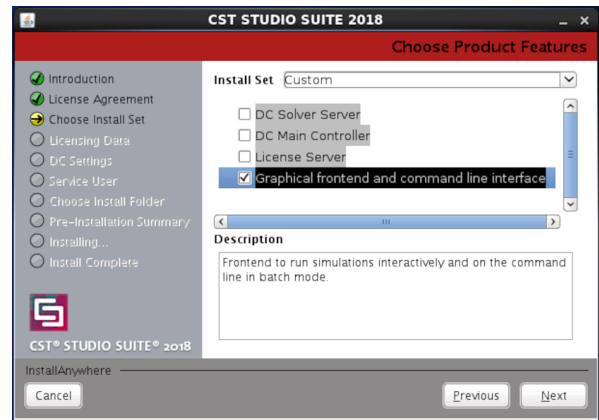 CST STUDIO SUITE 2018
Choose Product Features
Introduction
License Agreement
Choose Install Set
Licensing Data
DC Settings
Service User
Choose Install Folder
Pre-Installation Summary
Installing...
Install Complete
CST® STUDIO SUITE® 2018
Install Set Custom
DC Solver Server
DC Main Controller
License Server
Graphical frontend and command line interface
Description
Frontend to run simulations interactively and on the command
line in batch mode.
InstallAnywhere
Cancel Previous Next